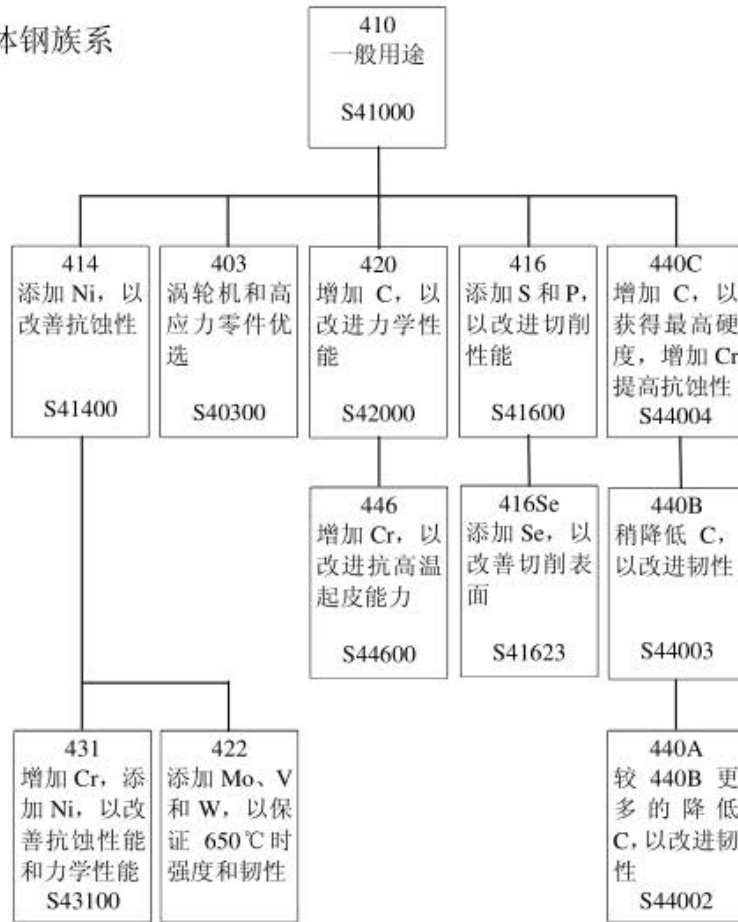 体钢族系
410
一般用途
S41000
414
添加 Ni，以
改善抗蚀性
S41400
403
涡轮机和高
应力零件优
选
S40300
420
增加 C，以
改进力学性
能
S42000
416
添加 S 和 P，
以改进切削
性能
S41600
440C
增加 C，以
获得最高硬
度，增加 Cr
提高抗蚀性
S44004
446
增加 Cr，以
改进抗高温
起皮能力
S44600
416Se
添加 Se，以
改善切削表
面
S41623
440B
稍降低 C，
以改进韧性
S44003
431
增加 Cr，添
加 Ni，以改
善抗蚀性能
和力学性能
S43100
422
添加 Mo、V
和 W，以保
证 650℃时
强度和韧性
440A
较 440B 更
多的降低
C，以改进韧
性
S44002